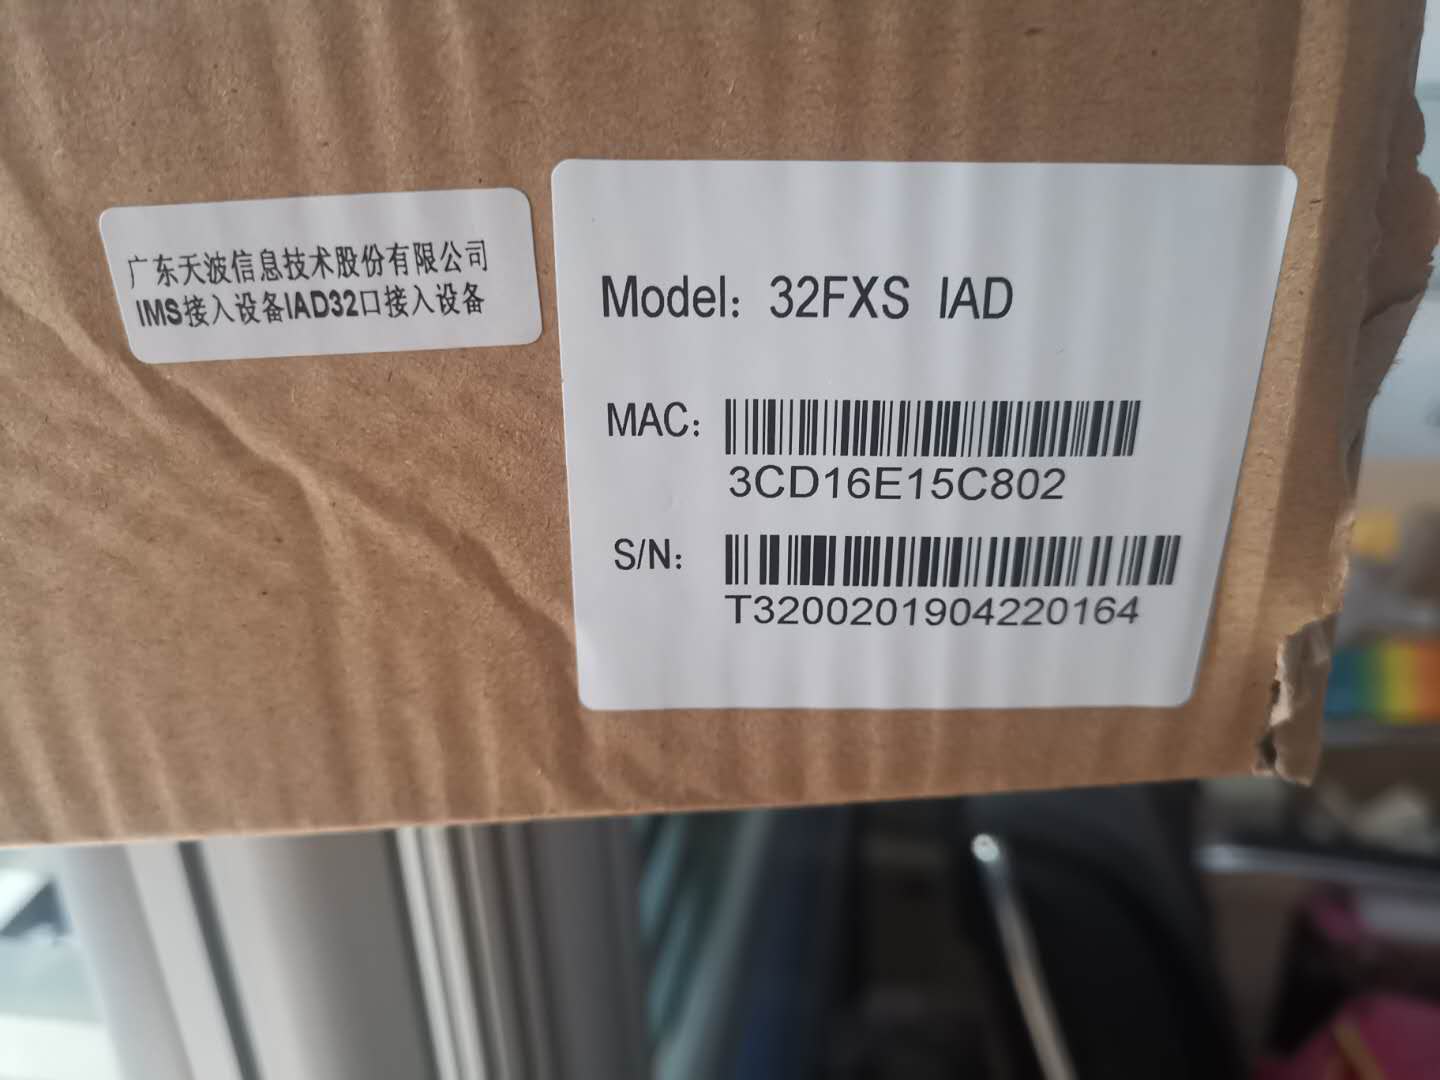 广东天波信息技术股份有限公司
IMS接入设备IAD32口接入设备
Model: 32FXS IAD
MAC:
3CD16E15C802
S/N:
T3200201904220164